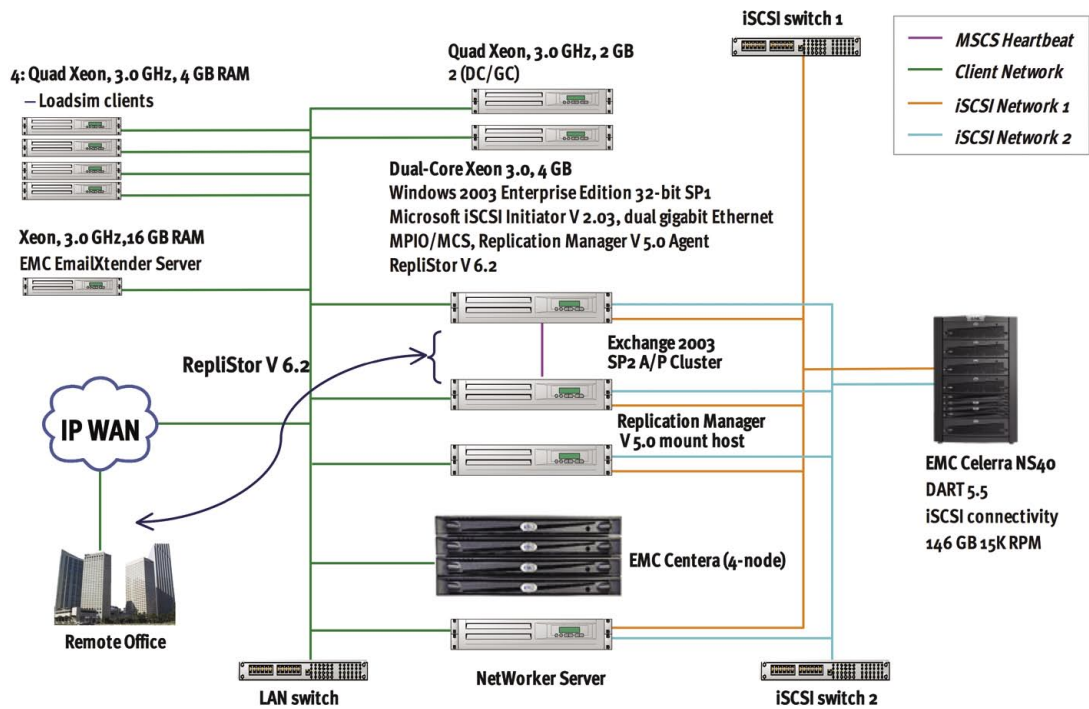 iSCSI switch 1
MSCS Heartbeat
Client Network
iSCSI Network 1
iSCSI Network 2
Quad Xeon, 3.0 GHz, 2 GB
2 (DC/GC)
4: Quad Xeon, 3.0 GHz, 4 GB RAM
– Loadsim clients
Dual-Core Xeon 3.0, 4 GB
Windows 2003 Enterprise Edition 32-bit SP1
Microsoft iSCSI Initiator V 2.03, dual gigabit Ethernet
MPIO/MCS, Replication Manager V 5.0 Agent
RepliStor V 6.2
Xeon, 3.0 GHz,16 GB RAM
EMC EmailXtender Server
RepliStor V 6.2
Exchange 2003
SP2 A/P Cluster
IP WAN
Replication Manager
V 5.0 mount host
EMC Celerra NS40
DART 5.5
iSCSI connectivity
146 GB 15K RPM
EMC Centera (4-node)
Remote Office
NetWorker Server
LAN switch
iSCSI switch 2